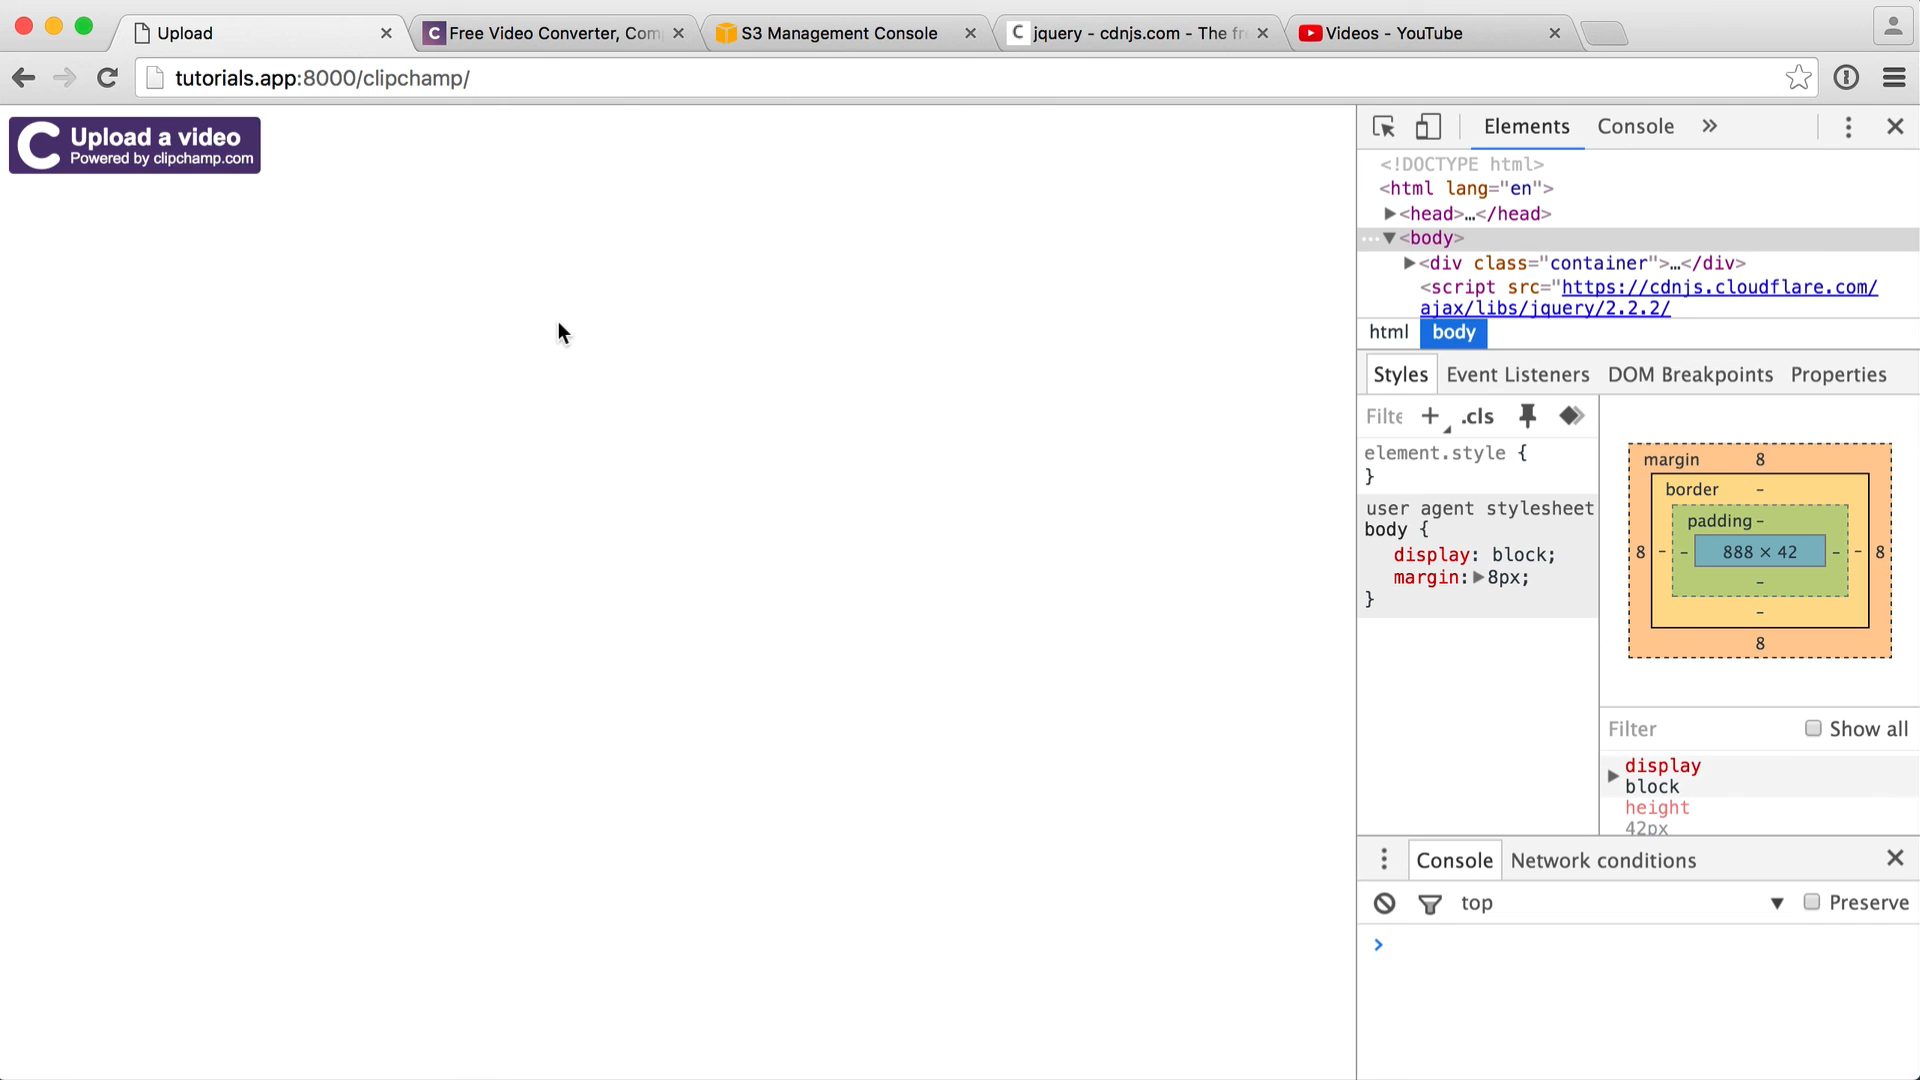 Upload
Free Video Converter, Com
S3 Management Console
jquery - cdnjs.com - The fr
Videos - YouTube
tutorials.app:8000/clipchamp/
C Upload a video
Powered by clipchamp.com
Elements
Console
<!DOCTYPE html>
<html lang="en">
<head>…</head>
<body>
<div class="container">…</div>
<script src="https://cdnjs.cloudflare.com/
ajax/libs/jquery/2.2.2/
html
body
Styles
Event Listeners
DOM Breakpoints
Properties
Filte
.cls
element.style {
}
user agent stylesheet
body {
display: block;
margin: 8px;
}
margin 8
border -
padding -
8 - - 888 × 42 - - 8
-
-
8
Filter
Show all
display
block
height
42px
Console
Network conditions
top
Preserve